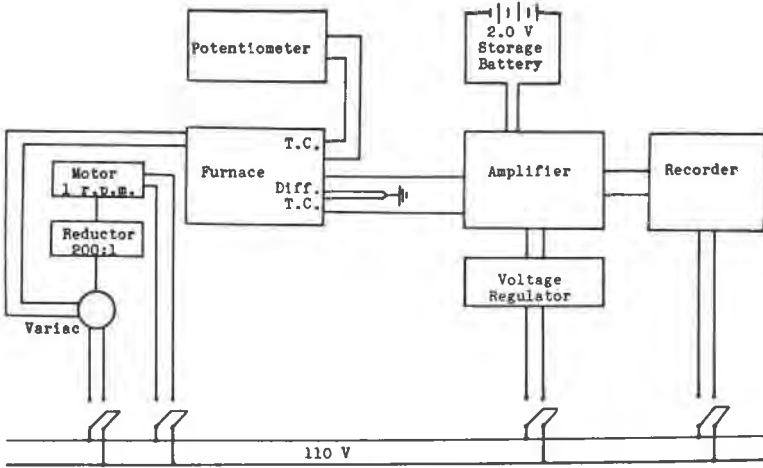 2.0 V
Storage
Battery
Potentiometer
T.C.
Furnace
Diff.
T.C.
Amplifier
Recorder
Motor
1 r.p.m.
Reductor
200:1
Variac
Voltage
Regulator
110 V